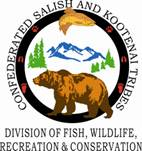 CONFEDERATED SALISH AND KOOTENAI TRIBES
DIVISION OF FISH, WILDLIFE,
RECREATION & CONSERVATION